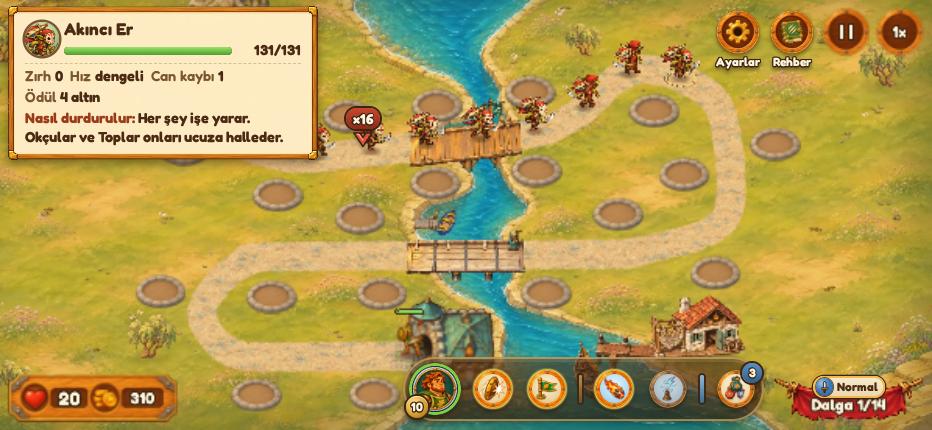 Akıncı Er
131/131
Zırh 0 Hız dengeli Can kaybı 1
Ödül 4 altın
Nasıl durdurulur: Her şey işe yarar.
Okçular ve Toplar onları ucuza halleder.
1x
Ayarlar Rehber
x16
20 310
10
3
Normal
Dalga 1/14